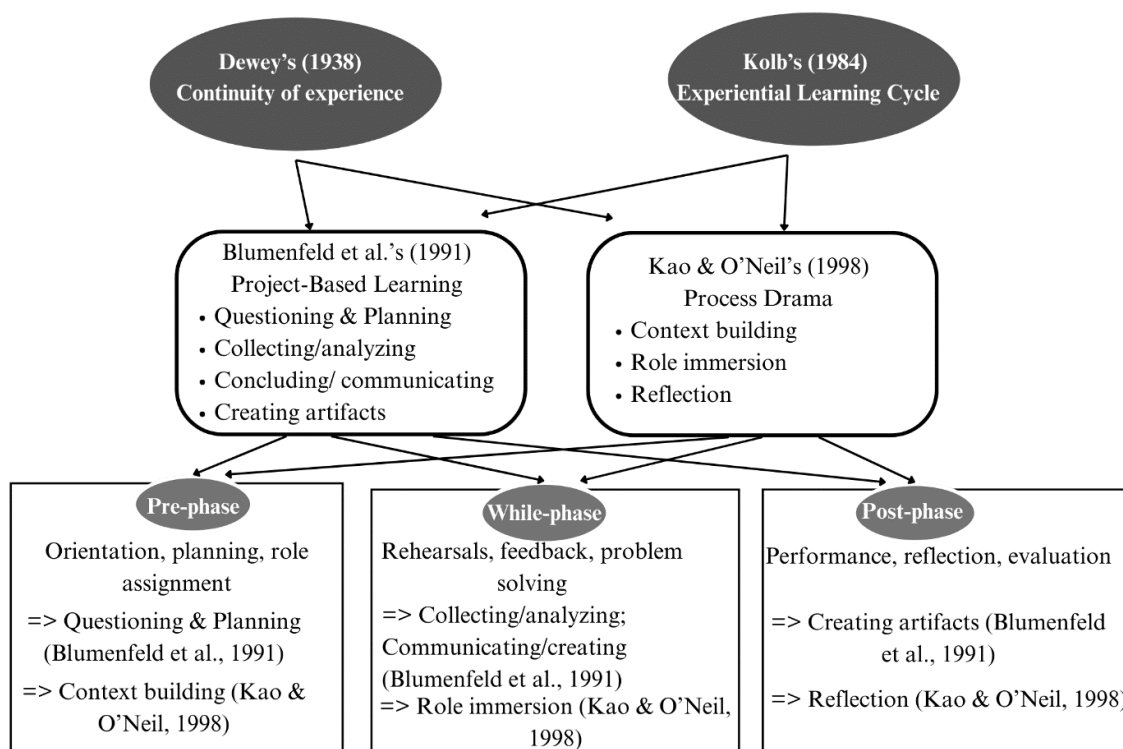 Dewey's (1938)
Continuity of experience
Kolb's (1984)
Experiential Learning Cycle
Blumenfeld et al.'s (1991)
Project-Based Learning
• Questioning & Planning
• Collecting/analyzing
• Concluding/ communicating
• Creating artifacts
Kao & O'Neil's (1998)
Process Drama
• Context building
• Role immersion
• Reflection
Pre-phase
Orientation, planning, role
assignment
=> Questioning & Planning
(Blumenfeld et al., 1991)
=> Context building (Kao &
O'Neil, 1998)
While-phase
Rehearsals, feedback, problem
solving
=> Collecting/analyzing;
Communicating/creating
(Blumenfeld et al., 1991)
=> Role immersion (Kao & O'Neil,
1998)
Post-phase
Performance, reflection, evaluation
=> Creating artifacts (Blumenfeld
et al., 1991)
=> Reflection (Kao & O'Neil, 1998)